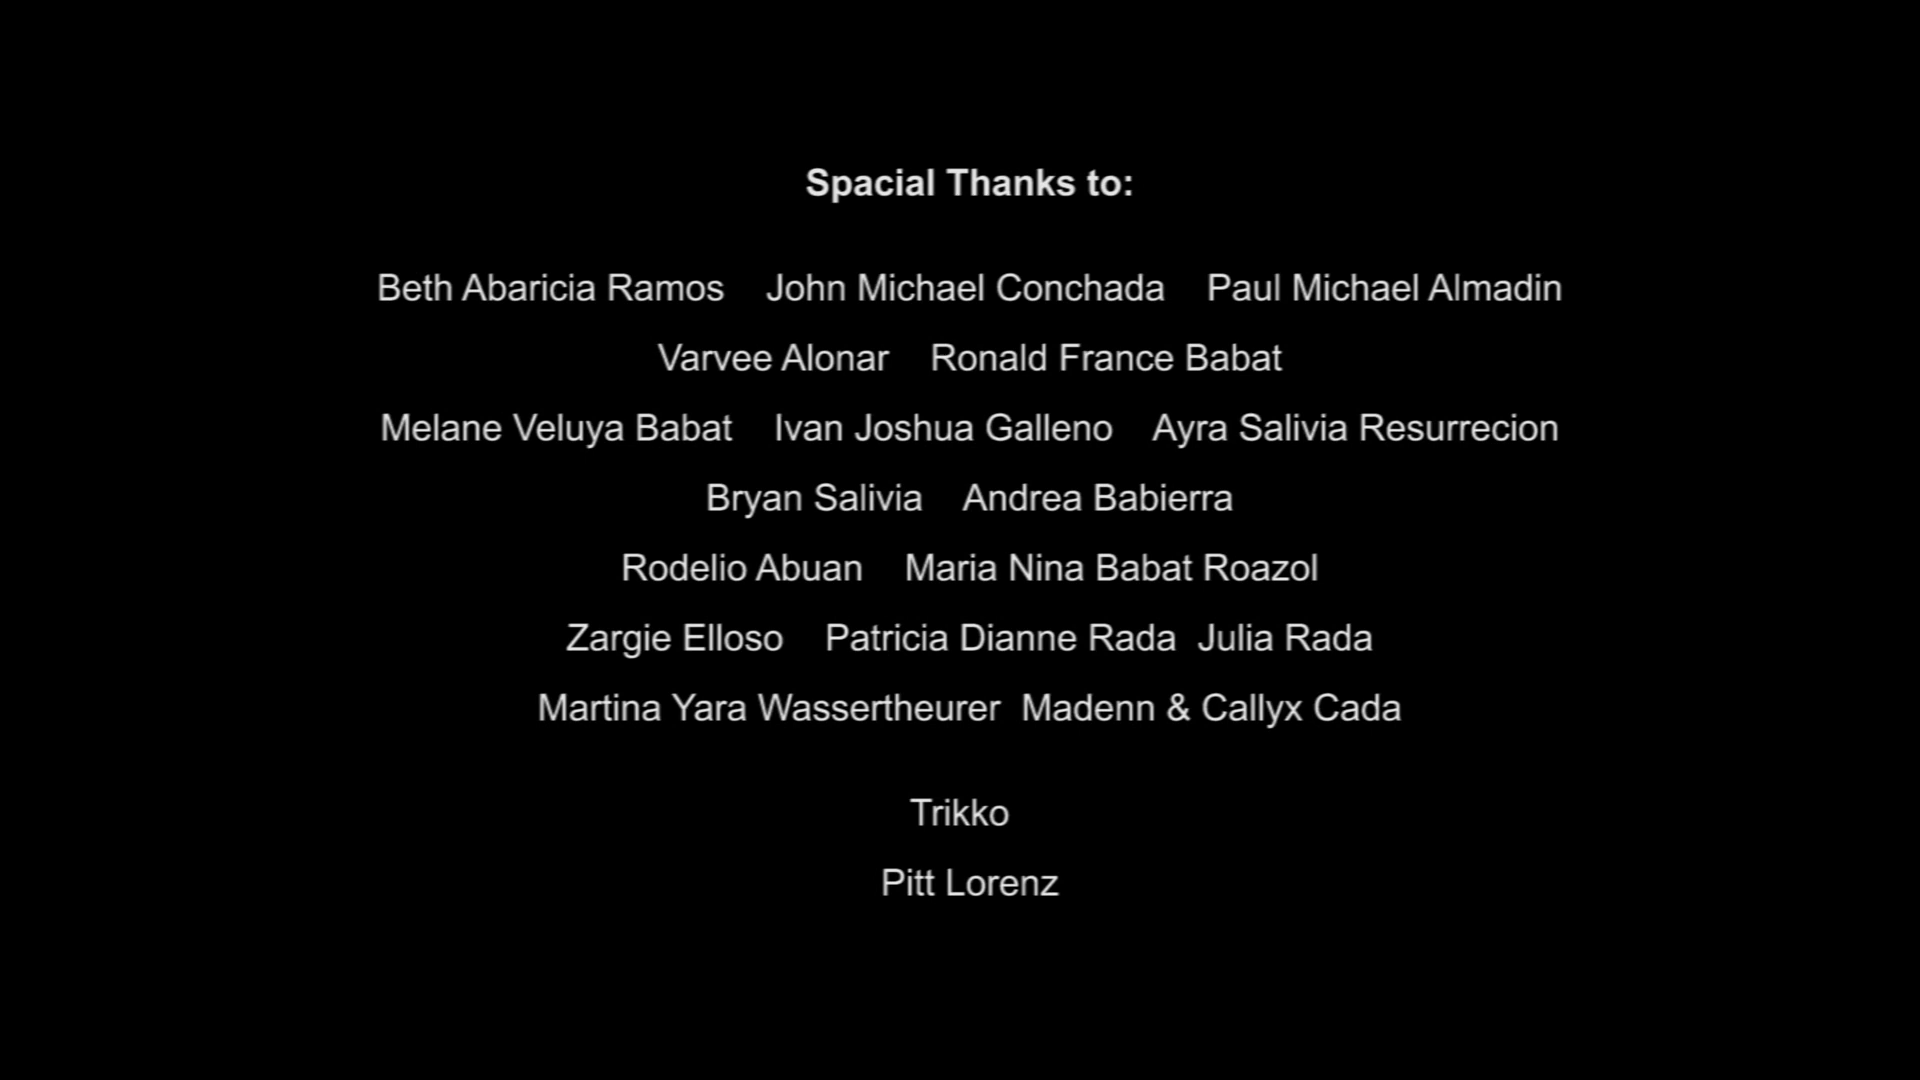 Spacial Thanks to:
Beth Abaricia Ramos John Michael Conchada Paul Michael Almadin
Varvee Alonar Ronald France Babat
Melane Veluya Babat Ivan Joshua Galleno Ayra Salivia Resurrecion
Bryan Salivia Andrea Babierra
Rodelio Abuan Maria Nina Babat Roazol
Zargie Elloso Patricia Dianne Rada Julia Rada
Martina Yara Wassertheurer Madenn & Callyx Cada
Trikko
Pitt Lorenz